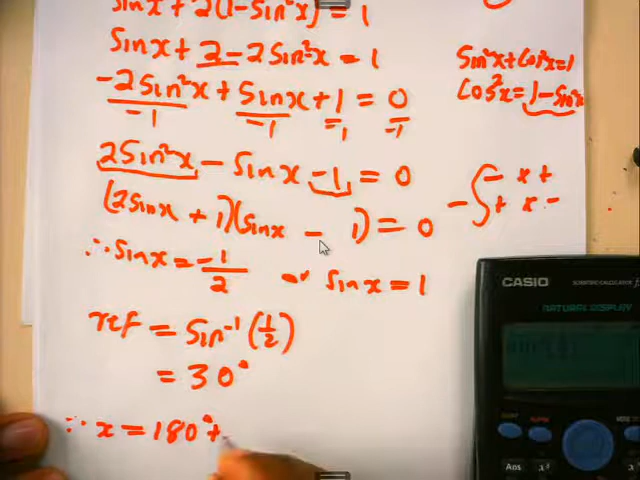 sinx + 2(1-sin²x) = 1
sinx + 2 - 2sin²x = 1
sin²x + cos²x = 1
cos²x = 1 - sin²x
-2sin²x + sinx + 1 = 0
-1 -1 -1 -1
2sin²x - sinx - 1 = 0
- x +
(2sinx + 1)(sinx - 1) = 0
- + x -
∴ sinx = -1/2 or sinx = 1
ref = sin⁻¹(1/2)
= 30°
∴ x = 180° +
CASIO
NATURAL DISPLAY
Abs x³